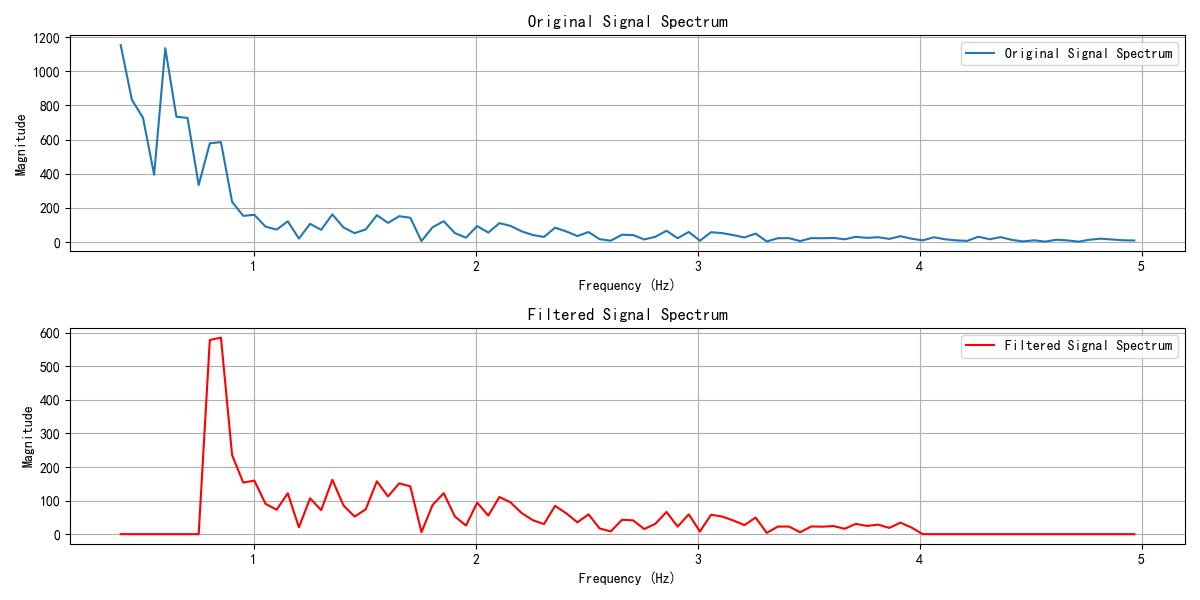 Original Signal Spectrum
1200
1000
800
600
400
200
0
Magnitude
Original Signal Spectrum
1 2 3 4 5
Frequency (Hz)
Filtered Signal Spectrum
600
500
400
300
200
100
0
Magnitude
Filtered Signal Spectrum
1 2 3 4 5
Frequency (Hz)